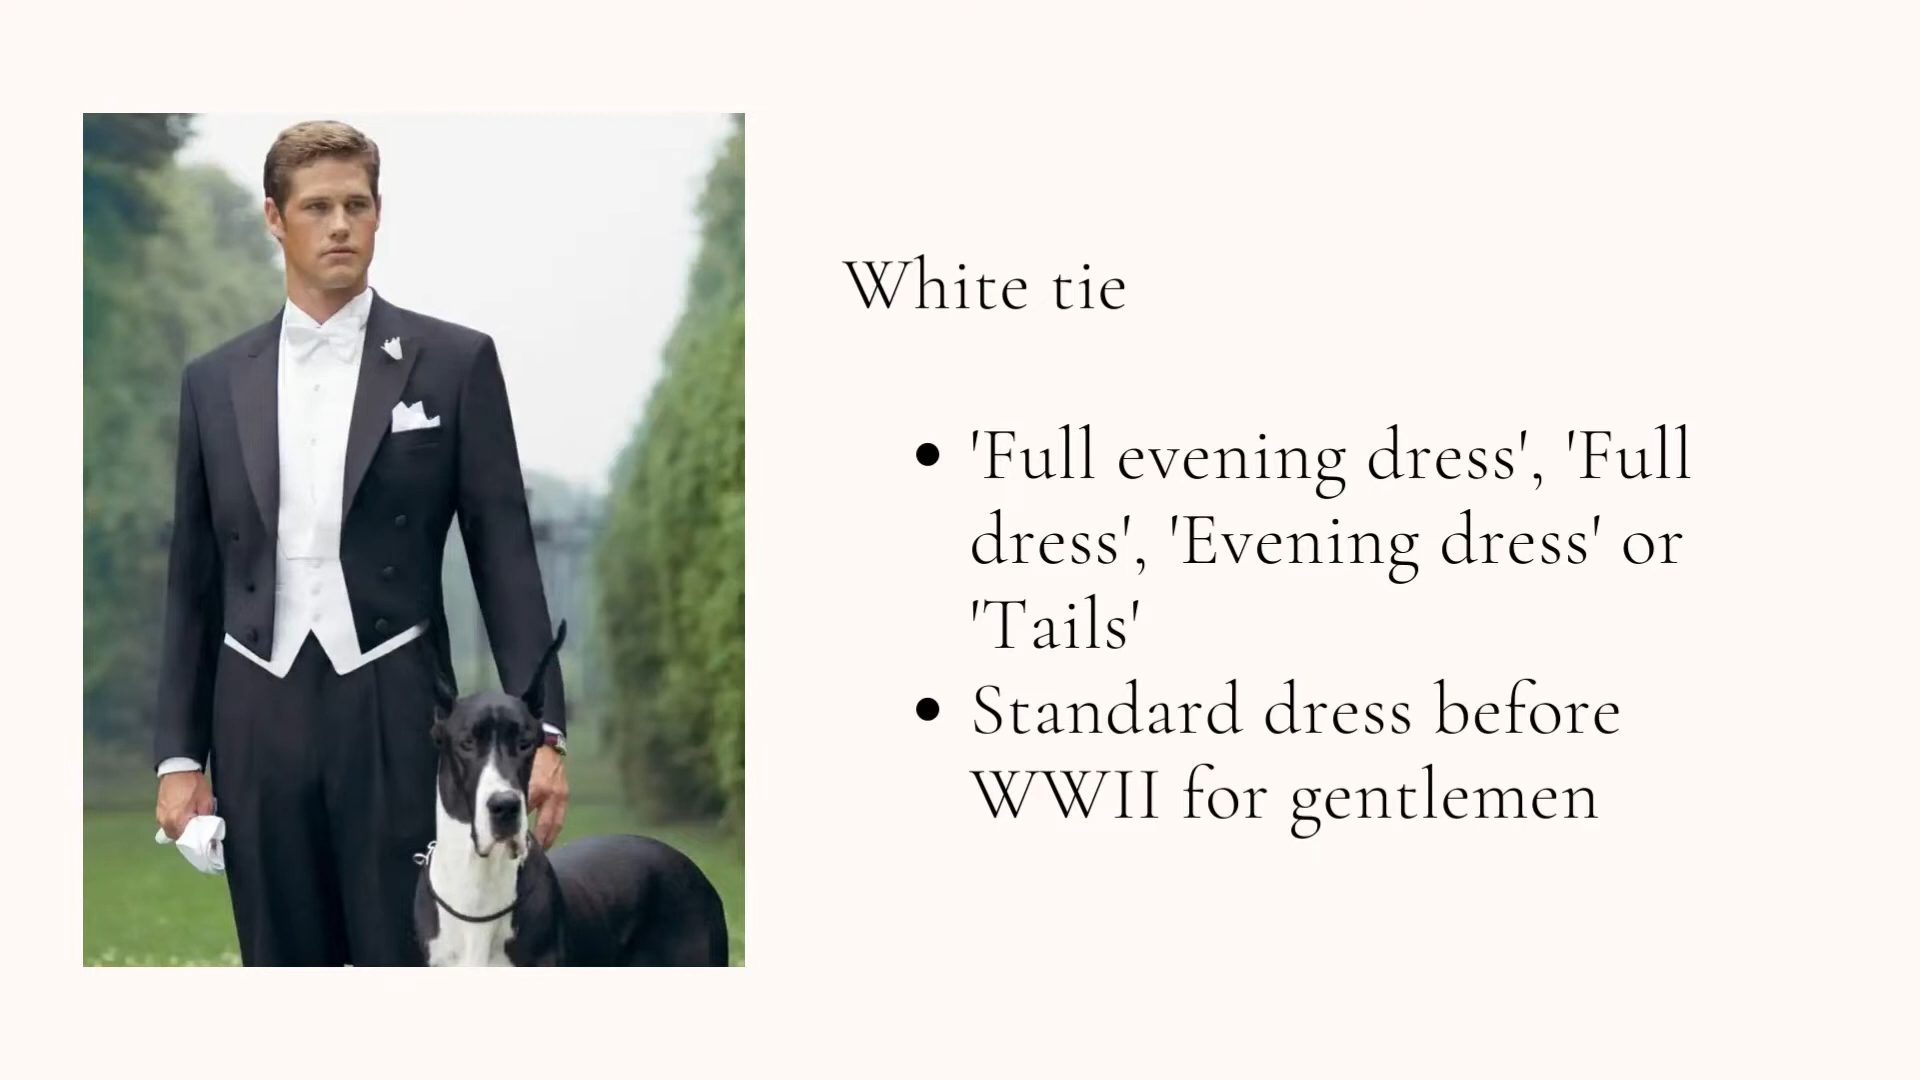 White tie
'Full evening dress', 'Full
dress', 'Evening dress' or
'Tails'
Standard dress before
WWII for gentlemen